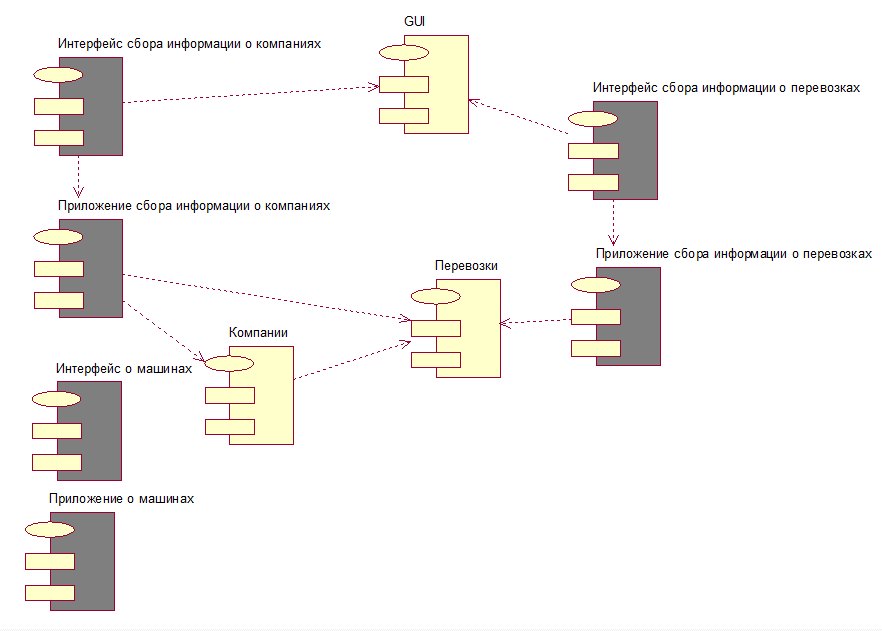 GUI
Интерфейс сбора информации о компаниях
Интерфейс сбора информации о перевозках
Приложение сбора информации о компаниях
Приложение сбора информации о перевозках
Перевозки
Компании
Интерфейс о машинах
Приложение о машинах